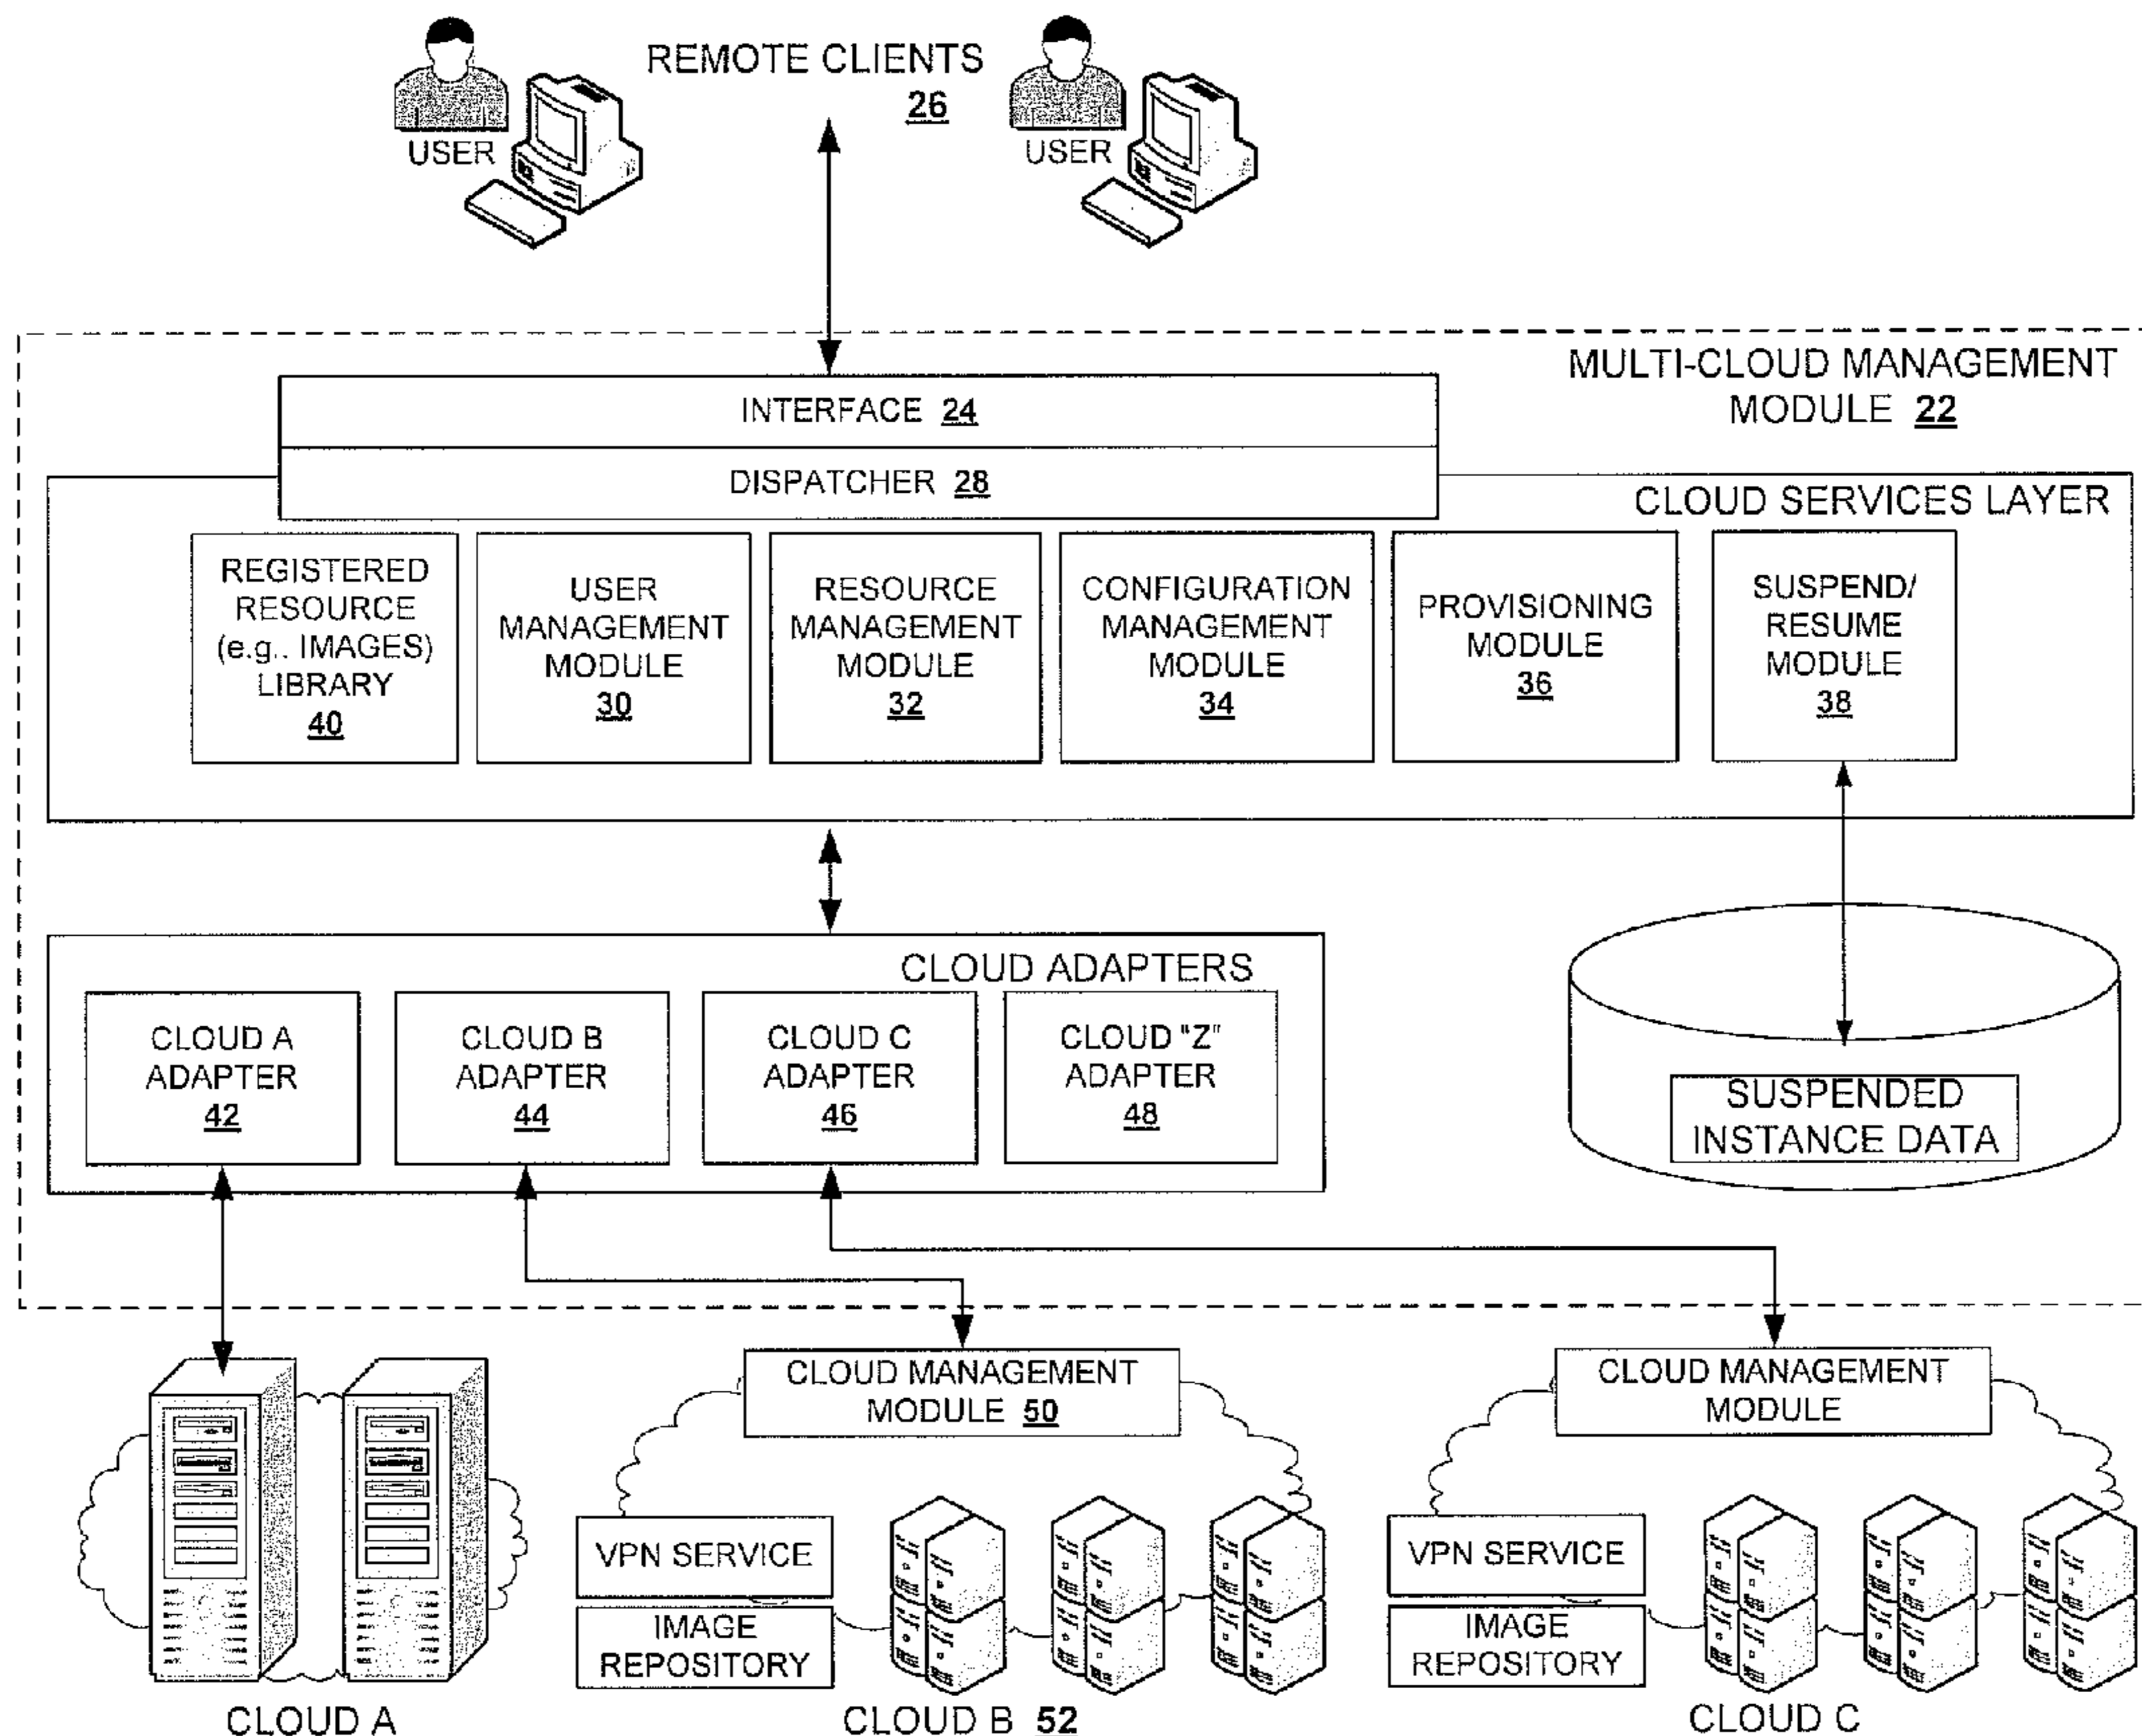 REMOTE CLIENTS
26
USER
USER
MULTI-CLOUD MANAGEMENT
MODULE 22
INTERFACE 24
DISPATCHER 28
CLOUD SERVICES LAYER
REGISTERED
RESOURCE
(e.g.. IMAGES)
LIBRARY
40
USER
MANAGEMENT
MODULE
30
RESOURCE
MANAGEMENT
MODULE
32
CONFIGURATION
MANAGEMENT
MODULE
34
PROVISIONING
MODULE
36
SUSPEND/
RESUME
MODULE
38
CLOUD ADAPTERS
CLOUD A
ADAPTER
42
CLOUD B
ADAPTER
44
CLOUD C
ADAPTER
46
CLOUD "Z"
ADAPTER
48
SUSPENDED
INSTANCE DATA
CLOUD MANAGEMENT
MODULE 50
CLOUD MANAGEMENT
MODULE
VPN SERVICE
IMAGE
REPOSITORY
VPN SERVICE
IMAGE
REPOSITORY
CLOUD A
CLOUD B 52
CLOUD C